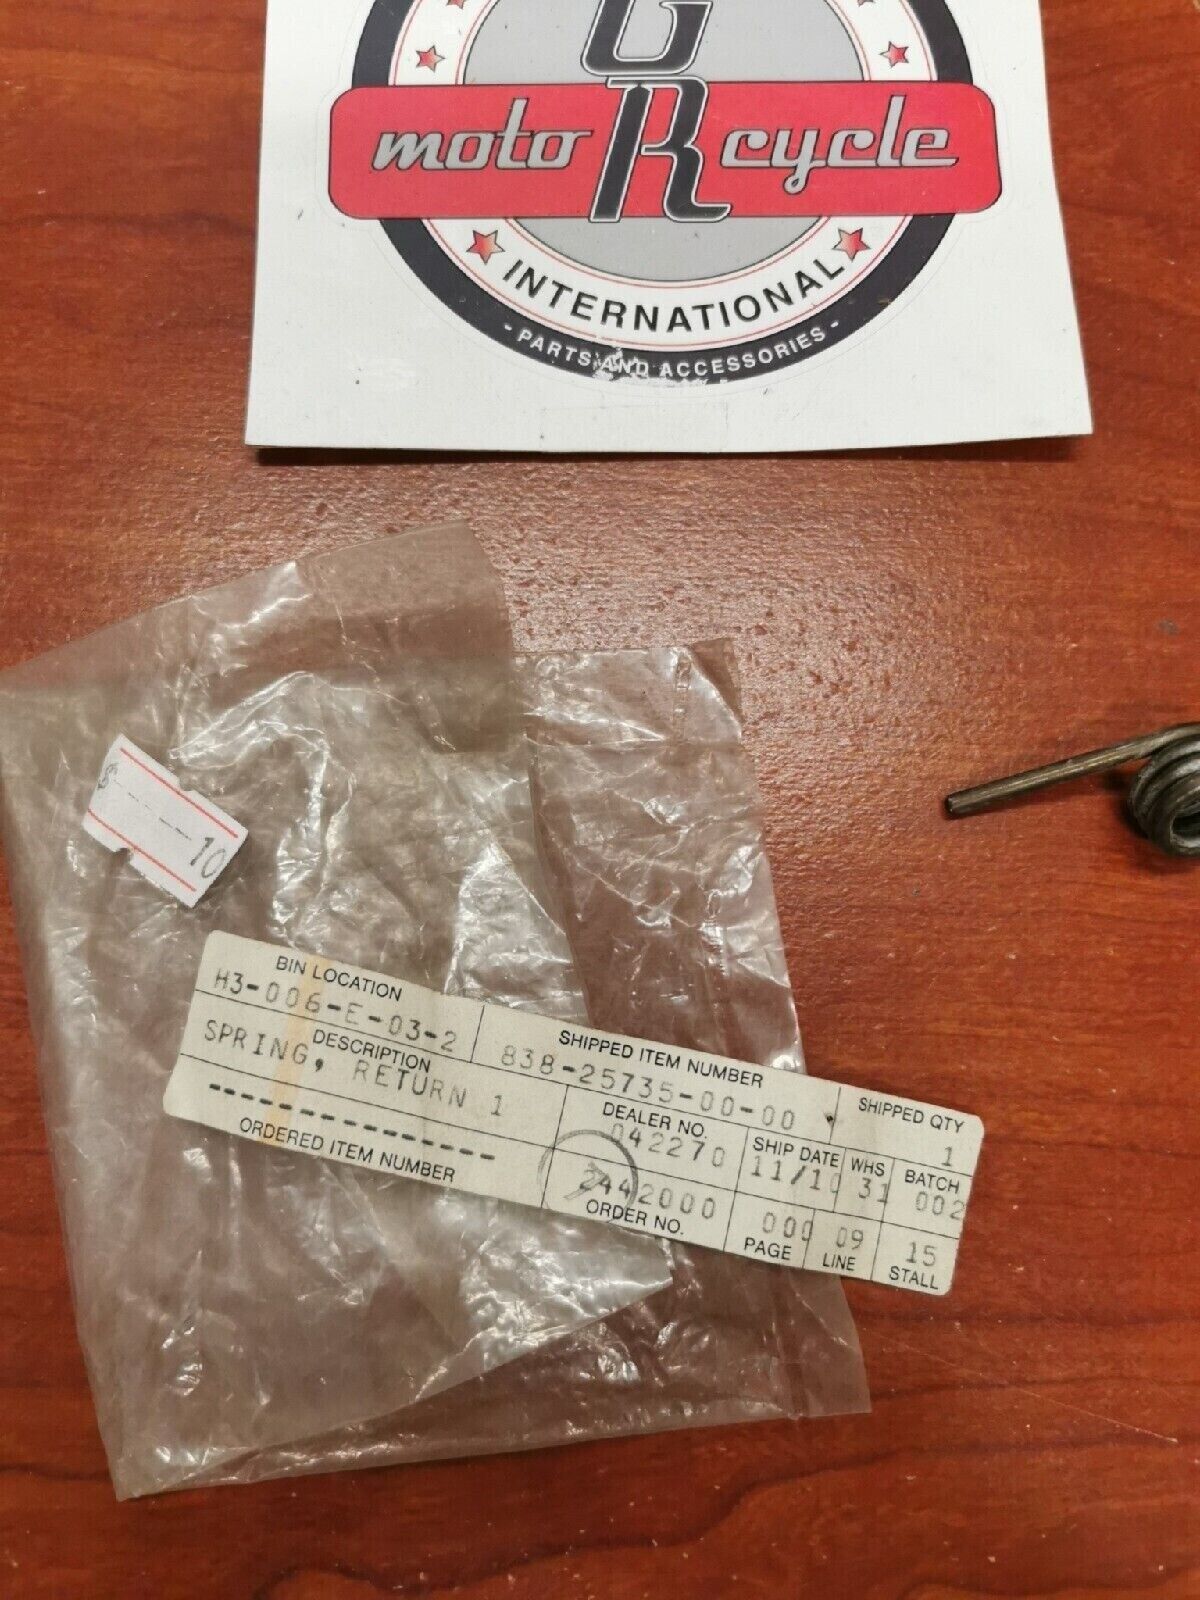 GR
moto cycle
INTERNATIONAL
- PARTS AND ACCESSORIES -
$ 10
BIN LOCATION
H3-006-E-03-2
SHIPPED ITEM NUMBER
838-25735-00-00
SHIPPED QTY
1
DESCRIPTION
SPRING, RETURN 1
DEALER NO.
042270
SHIP DATE
11/10
WHS
31
BATCH
002
ORDERED ITEM NUMBER
2442000
ORDER NO.
000
PAGE
09
LINE
15
STALL